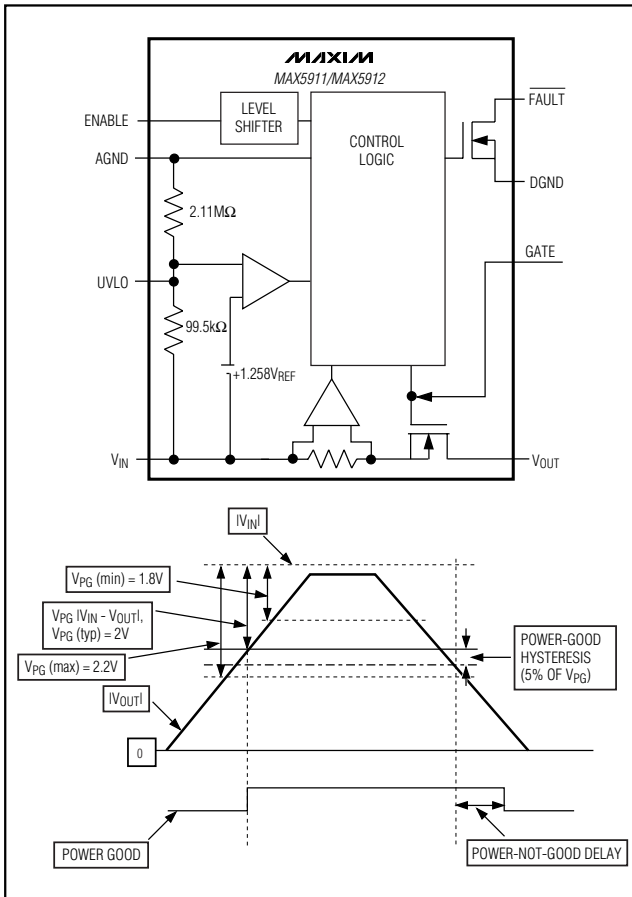 MAXIM
MAX5911/MAX5912
ENABLE
LEVEL
SHIFTER
AGND
CONTROL
LOGIC
FAULT
DGND
2.11MΩ
GATE
UVLO
99.5kΩ
+1.258VREF
VIN
VOUT
|VIN|
VPG (min) = 1.8V
VPG |VIN - VOUT|,
VPG (typ) = 2V
VPG (max) = 2.2V
POWER-GOOD
HYSTERESIS
(5% OF VPG)
|VOUT|
0
POWER GOOD
POWER-NOT-GOOD DELAY